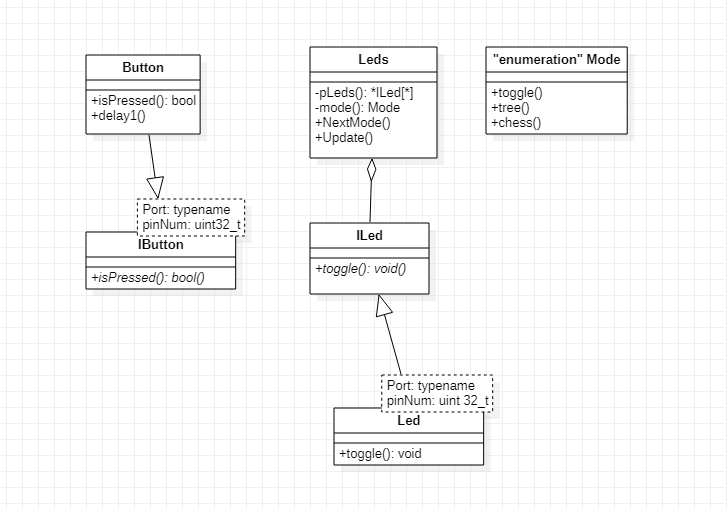 Button
+isPressed(): bool
+delay1()
Port: typename
pinNum: uint32_t
IButton
+isPressed(): bool()
Leds
-pLeds(): *ILed[*]
-mode(): Mode
+NextMode()
+Update()
ILed
+toggle(): void()
Port: typename
pinNum: uint 32_t
Led
+toggle(): void
"enumeration" Mode
+toggle()
+tree()
+chess()